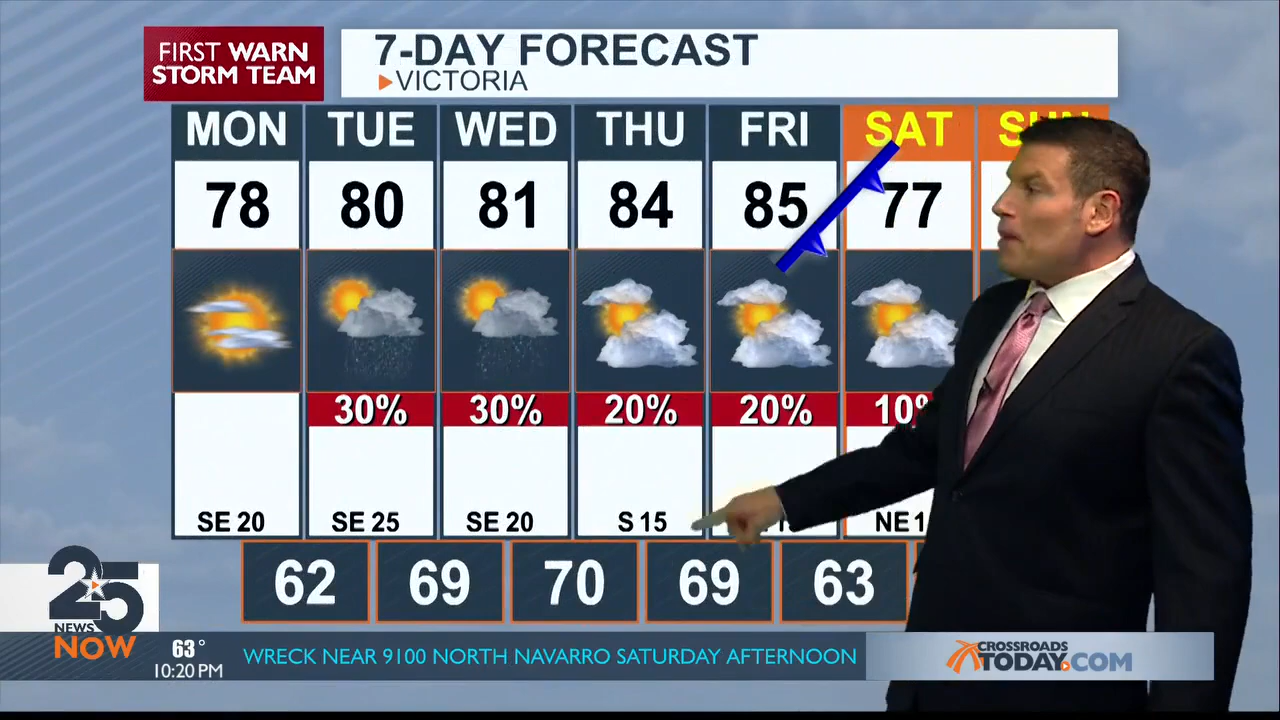 FIRST WARN
STORM TEAM
7-DAY FORECAST
VICTORIA
MON TUE WED THU FRI SAT SUN
78 80 81 84 85 77
30% 30% 20% 20%
SE 20 SE 25 SE 20 S 15 NE
62 69 70 69 63
25
NEWS
NOW
63°
10:20 PM
WRECK NEAR 9100 NORTH NAVARRO SATURDAY AFTERNOON
CROSSROADS
TODAY.COM